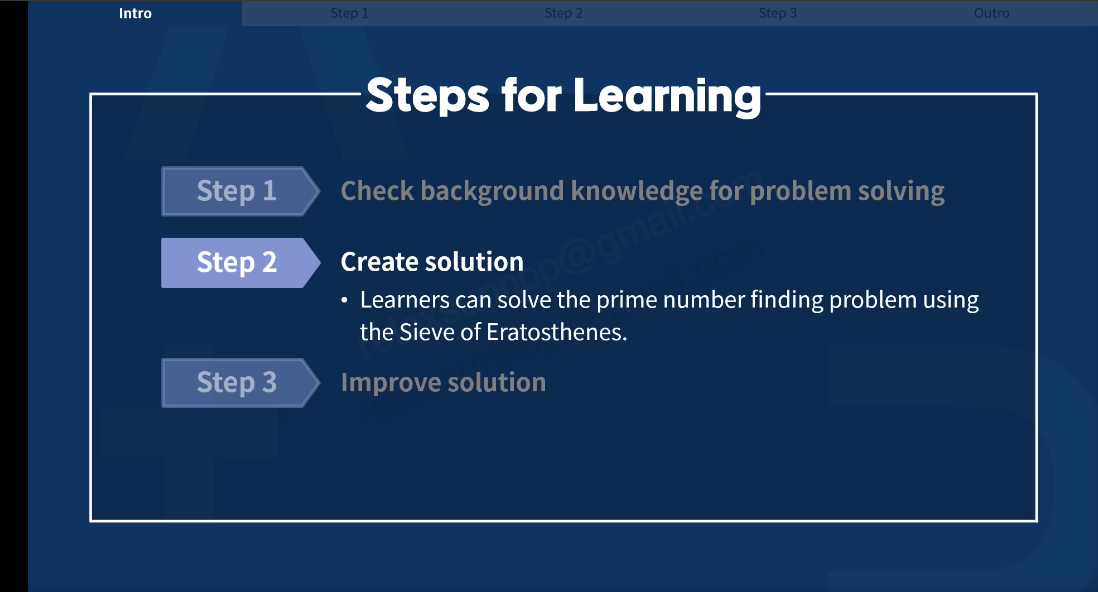 Intro
Step 1
Step 2
Step 3
Outro
Steps for Learning
Step 1
Check background knowledge for problem solving
Step 2
Create solution
• Learners can solve the prime number finding problem using
the Sieve of Eratosthenes.
Step 3
Improve solution